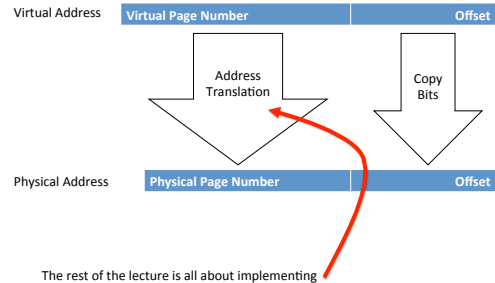 Virtual Address Virtual Page Number Offset
Address
Translation
Copy
Bits
Physical Address Physical Page Number Offset
The rest of the lecture is all about implementing